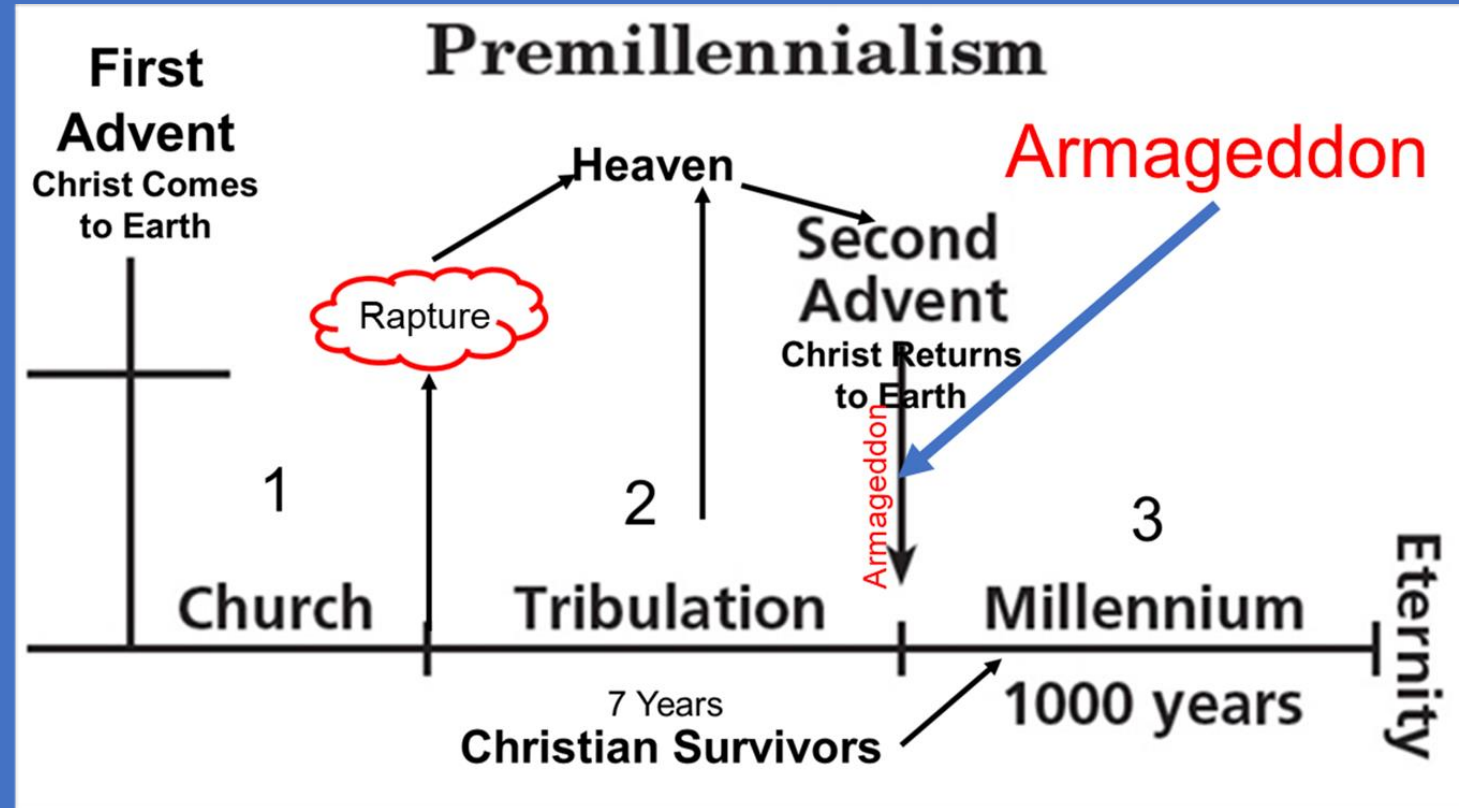 Premillennialism
First
Advent
Christ Comes
to Earth
Heaven
Armageddon
Rapture
Second
Advent
Christ Returns
to Earth
Armageddon
1
2
3
Church
Tribulation
Millennium
Eternity
7 Years
Christian Survivors
1000 years